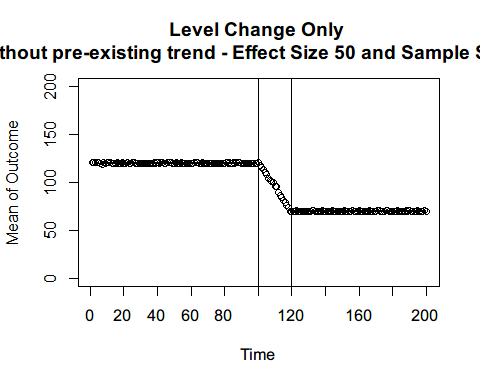 Level Change Only
thout pre-existing trend - Effect Size 50 and Sample S
Mean of Outcome
200
150
100
50
0
0 20 40 60 80 120 160 200
Time